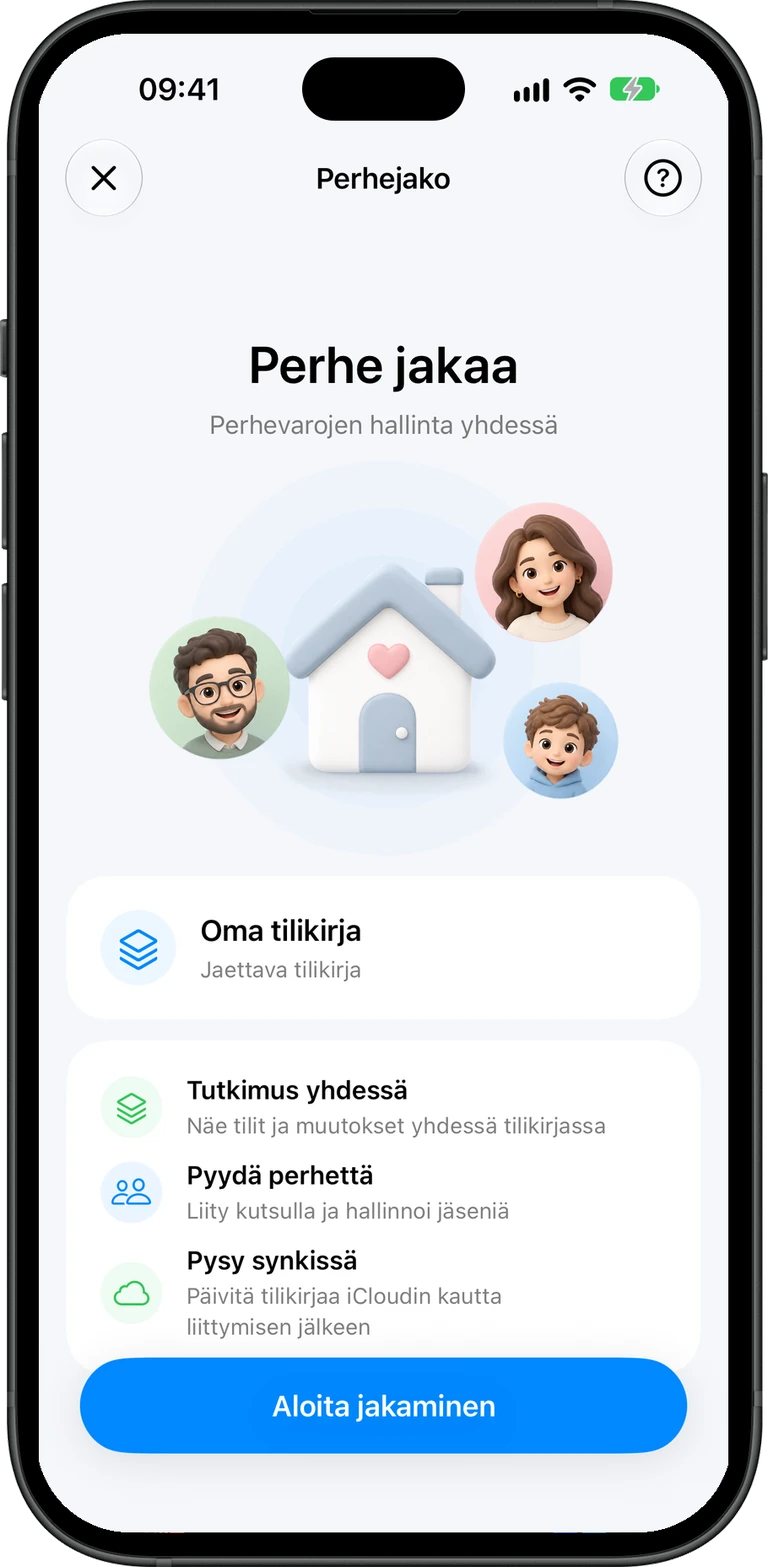 09:41
Perhejako
Perhe jakaa
Perhevarojen hallinta yhdessä
Oma tilikirja
Jaettava tilikirja
Tutkimus yhdessä
Näe tilit ja muutokset yhdessä tilikirjassa
Pyydä perhettä
Liity kutsulla ja hallinnoi jäseniä
Pysy synkissä
Päivitä tilikirjaa iCloudin kautta
liittymisen jälkeen
Aloita jakaminen